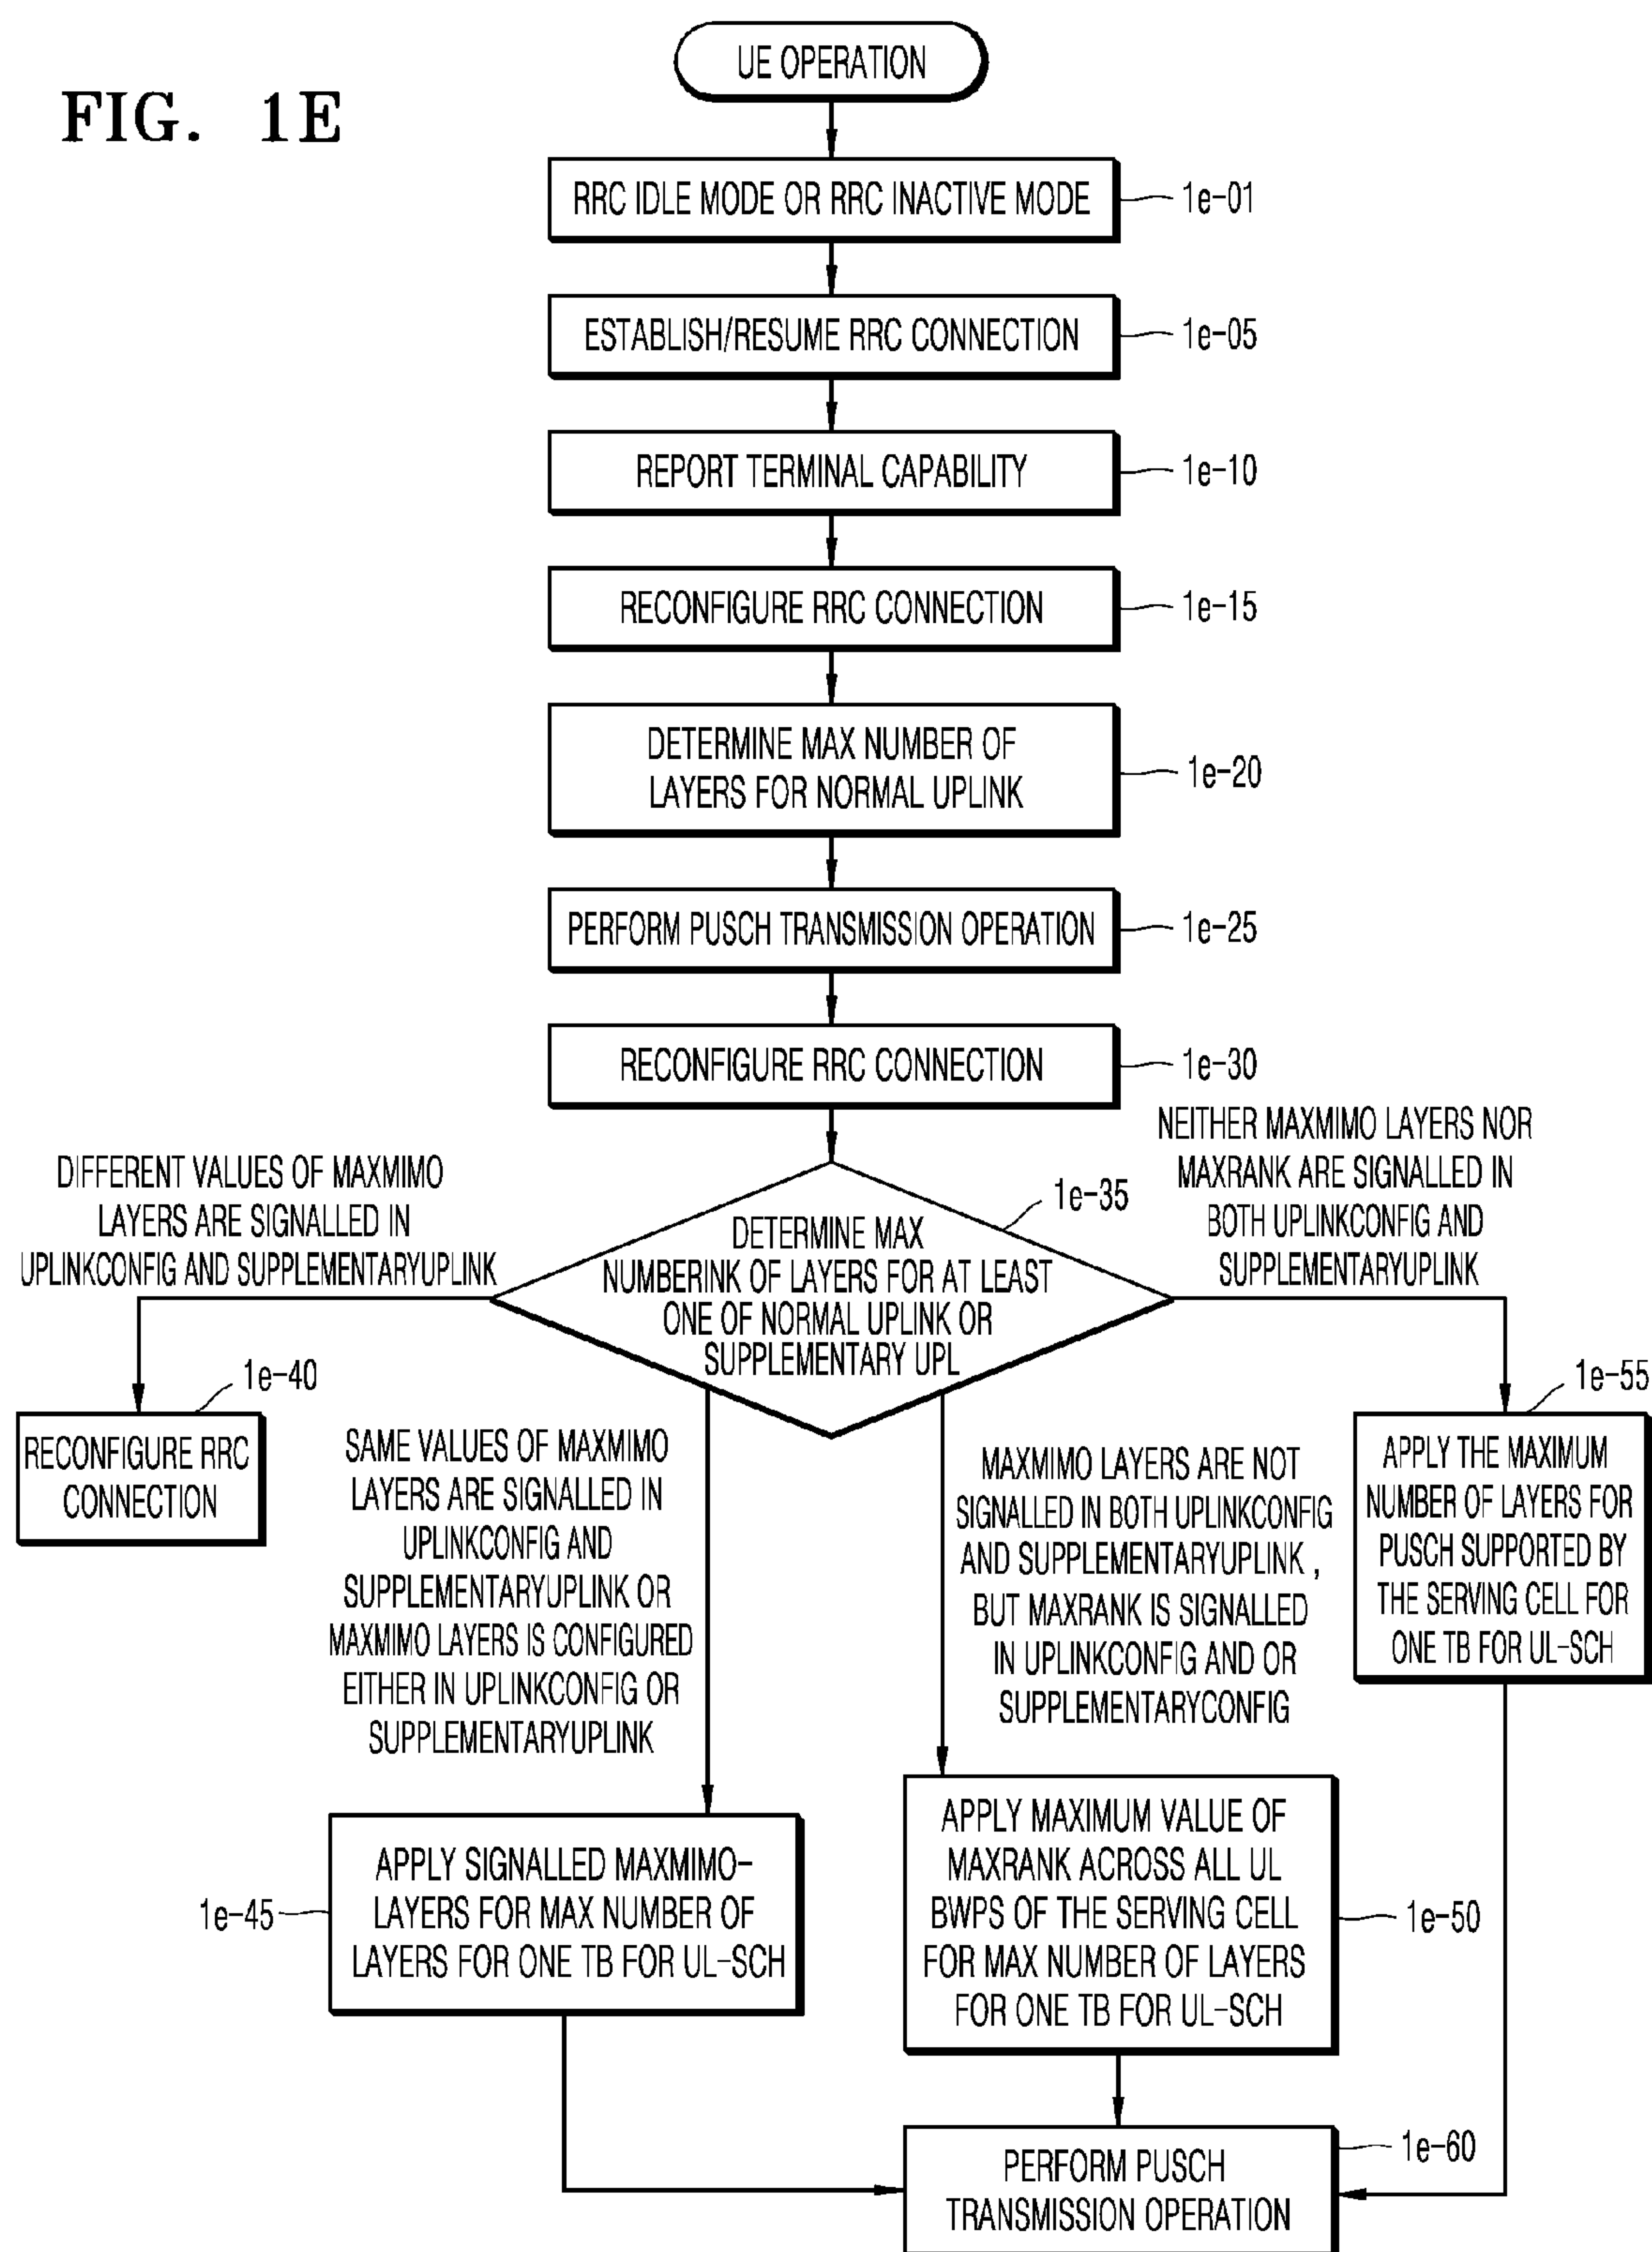 FIG. 1E
UE OPERATION
RRC IDLE MODE OR RRC INACTIVE MODE
1e-01
ESTABLISH/RESUME RRC CONNECTION
1e-05
REPORT TERMINAL CAPABILITY
1e-10
RECONFIGURE RRC CONNECTION
1e-15
DETERMINE MAX NUMBER OF
LAYERS FOR NORMAL UPLINK
1e-20
PERFORM PUSCH TRANSMISSION OPERATION
1e-25
RECONFIGURE RRC CONNECTION
1e-30
DIFFERENT VALUES OF MAXMIMO
LAYERS ARE SIGNALLED IN
UPLINKCONFIG AND SUPPLEMENTARYUPLINK
NEITHER MAXMIMO LAYERS NOR
MAXRANK ARE SIGNALLED IN
BOTH UPLINKCONFIG AND
SUPPLEMENTARYUPLINK
1e-35
DETERMINE MAX
NUMBERINK OF LAYERS FOR AT LEAST
ONE OF NORMAL UPLINK OR
SUPPLEMENTARY UPL
1e-40
RECONFIGURE RRC
CONNECTION
SAME VALUES OF MAXMIMO
LAYERS ARE SIGNALLED IN
UPLINKCONFIG AND
SUPPLEMENTARYUPLINK OR
MAXMIMO LAYERS IS CONFIGURED
EITHER IN UPLINKCONFIG OR
SUPPLEMENTARYUPLINK
MAXMIMO LAYERS ARE NOT
SIGNALLED IN BOTH UPLINKCONFIG
AND SUPPLEMENTARYUPLINK ,
BUT MAXRANK IS SIGNALLED
IN UPLINKCONFIG AND OR
SUPPLEMENTARYCONFIG
1e-55
APPLY THE MAXIMUM
NUMBER OF LAYERS FOR
PUSCH SUPPORTED BY
THE SERVING CELL FOR
ONE TB FOR UL-SCH
1e-45
APPLY SIGNALLED MAXMIMO-
LAYERS FOR MAX NUMBER OF
LAYERS FOR ONE TB FOR UL-SCH
APPLY MAXIMUM VALUE OF
MAXRANK ACROSS ALL UL
BWPS OF THE SERVING CELL
FOR MAX NUMBER OF LAYERS
FOR ONE TB FOR UL-SCH
1e-50
PERFORM PUSCH
TRANSMISSION OPERATION
1e-60